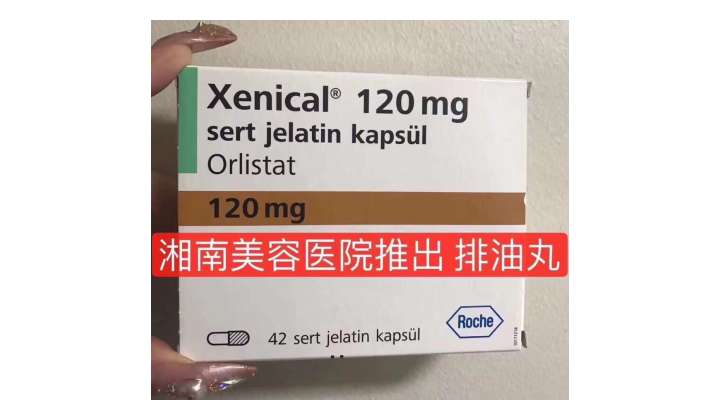 Xenical® 120 mg
sert jelatin kapsül
Orlistat
120 mg
湘南美容医院推出 排油丸
Roche
42 sert jelatin kapsül